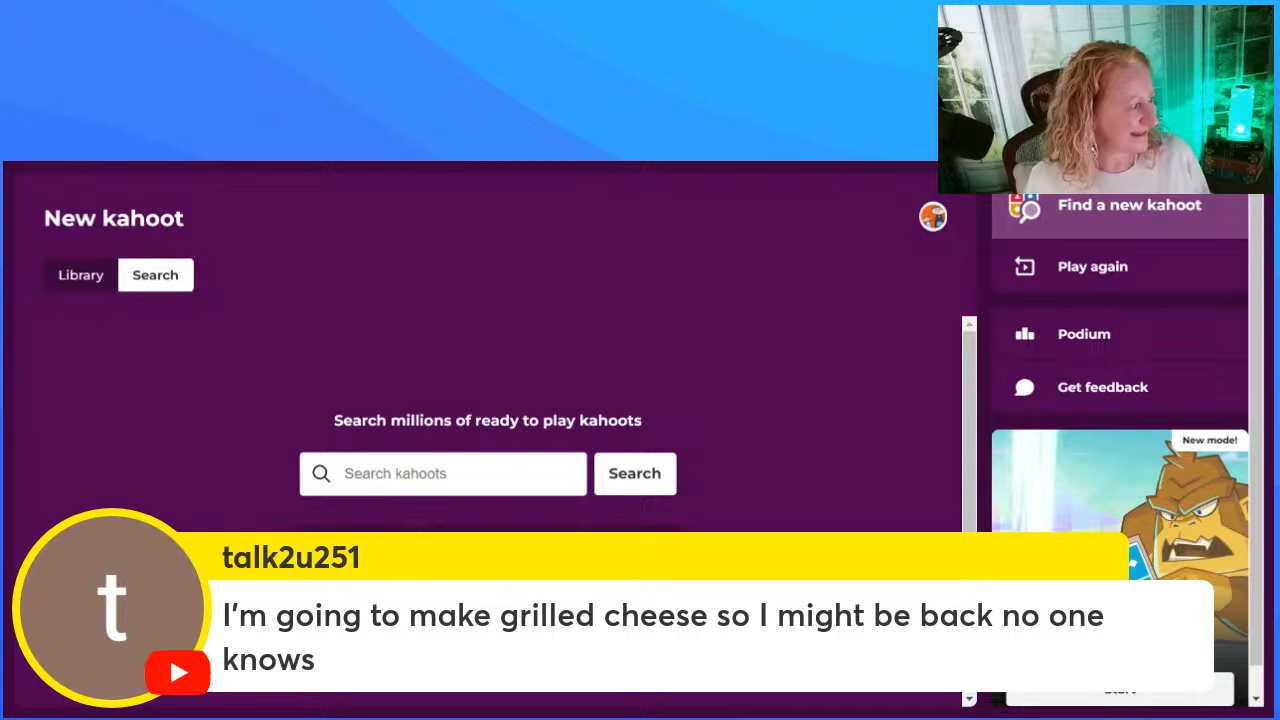 New kahoot
Library
Search
Search millions of ready to play kahoots
Search kahoots
Search
Find a new kahoot
Play again
Podium
Get feedback
New mode!
Start
t
talk2u251
I'm going to make grilled cheese so I might be back no one
knows